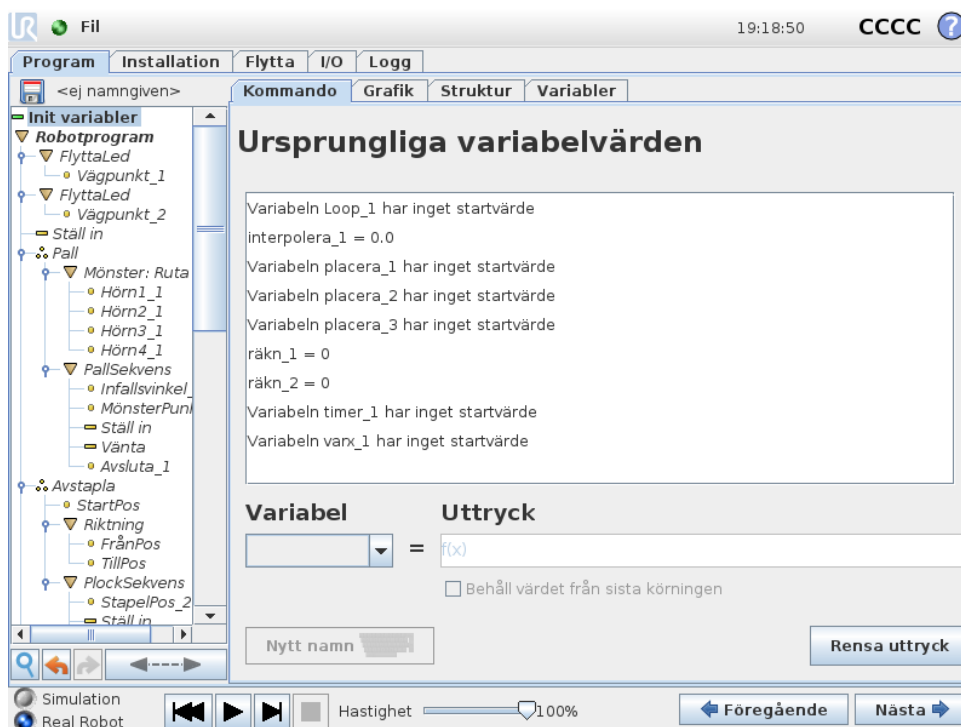 UR Fil 19:18:50 CCCC ?
Program Installation Flytta I/O Logg
<ej namngiven>
Kommando Grafik Struktur Variabler
Init variabler
Robotprogram
FlyttaLed
Vägpunkt_1
FlyttaLed
Vägpunkt_2
Ställ in
Pall
Mönster: Ruta
Hörn1_1
Hörn2_1
Hörn3_1
Hörn4_1
PallSekvens
Infallsvinkel_
MönsterPunk
Ställ in
Vänta
Avsluta_1
Avstapla
StartPos
Riktning
FrånPos
TillPos
PlockSekvens
StapelPos_2
Ställ in
Ursprungliga variabelvärden
Variabeln Loop_1 har inget startvärde
interpolera_1 = 0.0
Variabeln placera_1 har inget startvärde
Variabeln placera_2 har inget startvärde
Variabeln placera_3 har inget startvärde
räkn_1 = 0
räkn_2 = 0
Variabeln timer_1 har inget startvärde
Variabeln varx_1 har inget startvärde
Variabel Uttryck
= f(x)
Behåll värdet från sista körningen
Nytt namn
Rensa uttryck
Simulation
Real Robot
Hastighet 100%
Föregående Nästa